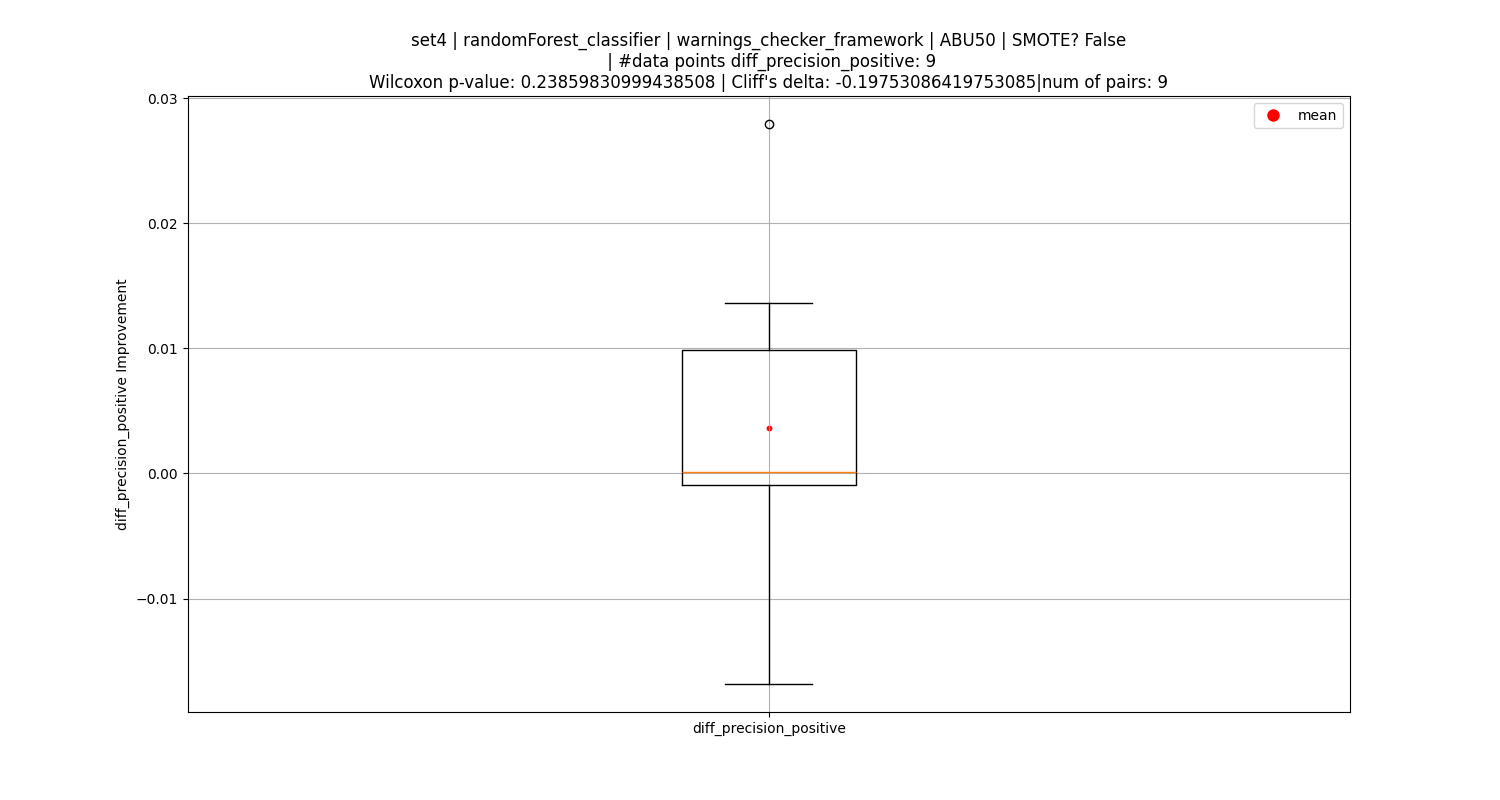 set4 | randomForest_classifier | warnings_checker_framework | ABU50 | SMOTE? False
| #data points diff_precision_positive: 9
Wilcoxon p-value: 0.23859830999438508 | Cliff's delta: -0.19753086419753085|num of pairs: 9
mean
0.03
0.02
0.01
0.00
−0.01
diff_precision_positive Improvement
diff_precision_positive